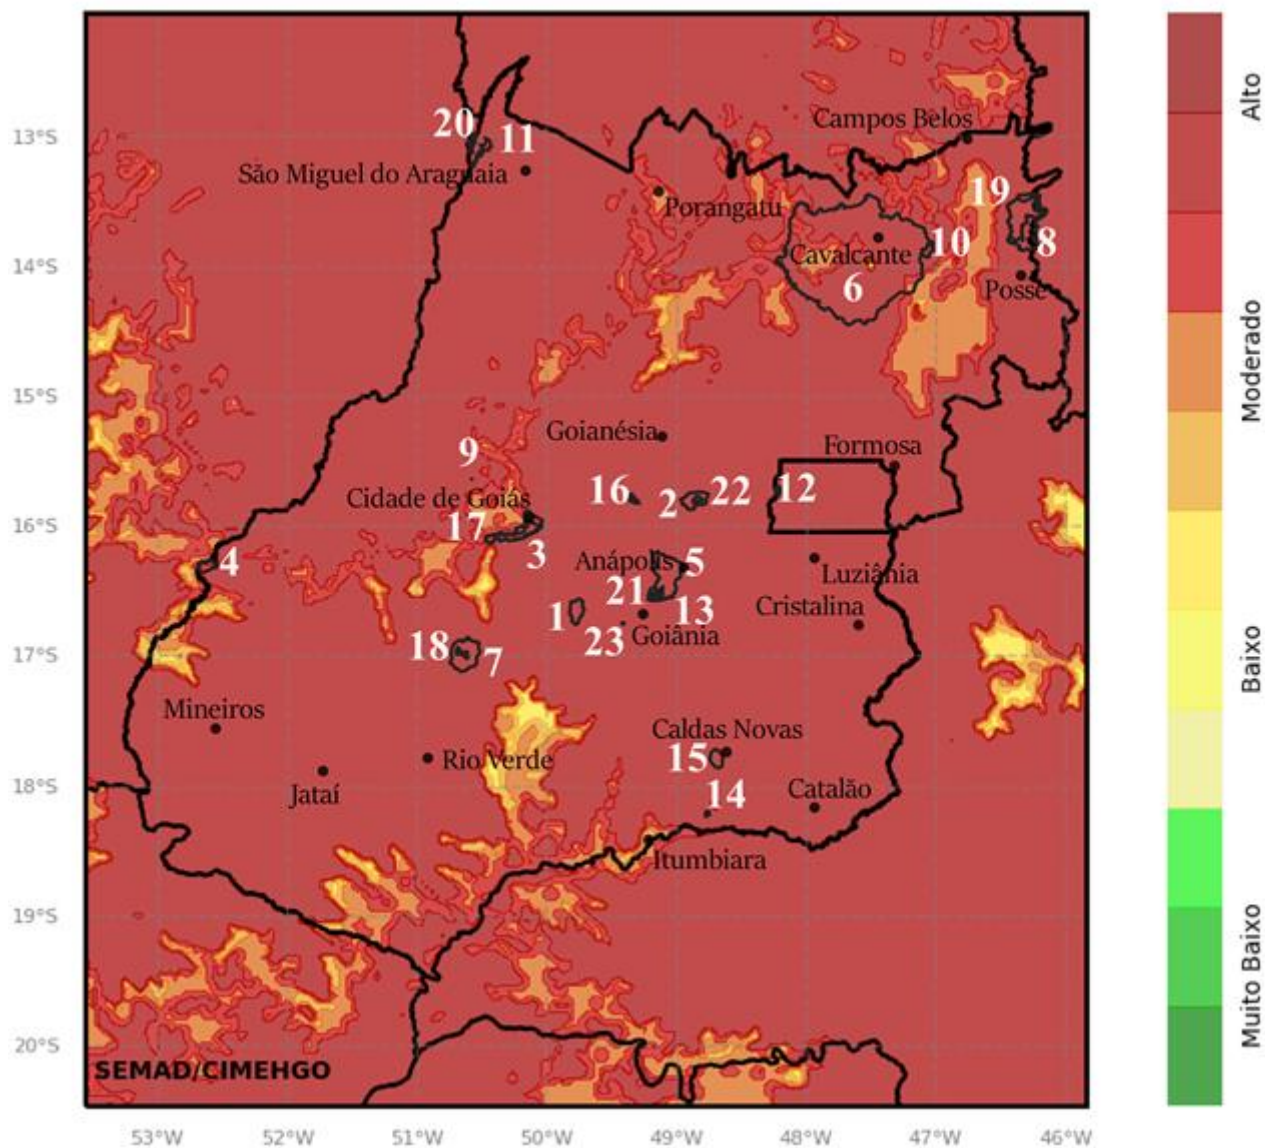 Campos Belos
13°S
20
11
São Miguel do Araguaia
Porangatu
19
Cavalcante
10
8
14°S
6
Posse
15°S
Goianésia
Formosa
9
Cidade de Goiás
16
2
22
12
16°S
17
3
4
Anápolis
5
Luziânia
21
1
13
Cristalina
23
Goiânia
18
7
17°S
Mineiros
Caldas Novas
15
Rio Verde
18°S
Jataí
14
Catalão
Itumbiara
19°S
20°S
SEMAD/CIMEHGO
53°W
52°W
51°W
50°W
49°W
48°W
47°W
46°W
Alto
Moderado
Baixo
Muito Baixo